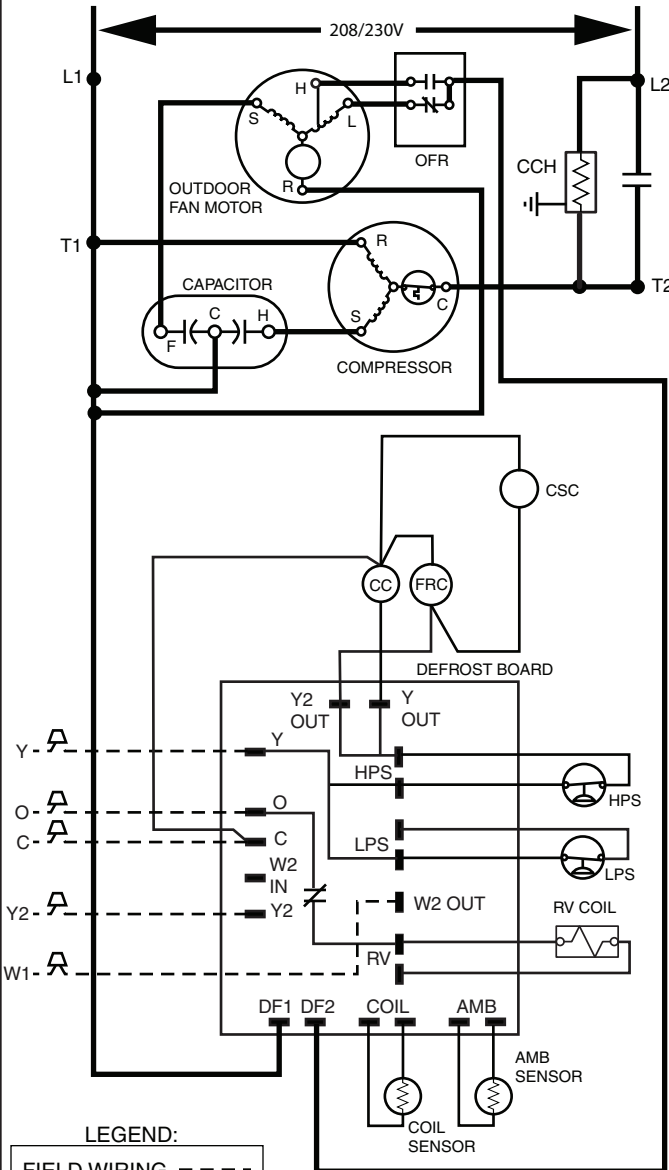 208/230V
L1
L2
H
S
L
R
OFR
CCH
OUTDOOR
FAN MOTOR
T1
R
T2
CAPACITOR
C
F
C
H
S
COMPRESSOR
CSC
CC
FRC
DEFROST BOARD
Y2
OUT
Y
OUT
Y
Y
HPS
HPS
O
O
C
C
LPS
LPS
W2
IN
Y2
Y2
W2 OUT
RV COIL
W1
RV
DF1 DF2
COIL
AMB
AMB
SENSOR
COIL
SENSOR
LEGEND:
FIELD WIRING